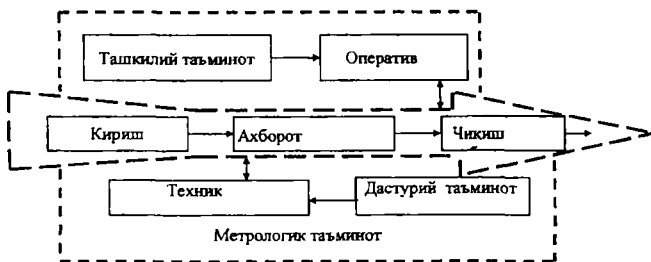 Ташкилий таъминот
Оператив
Кириш
Ахборот
Чиқиш
Техник
Дастурий таъминот
Метрологик таъминот